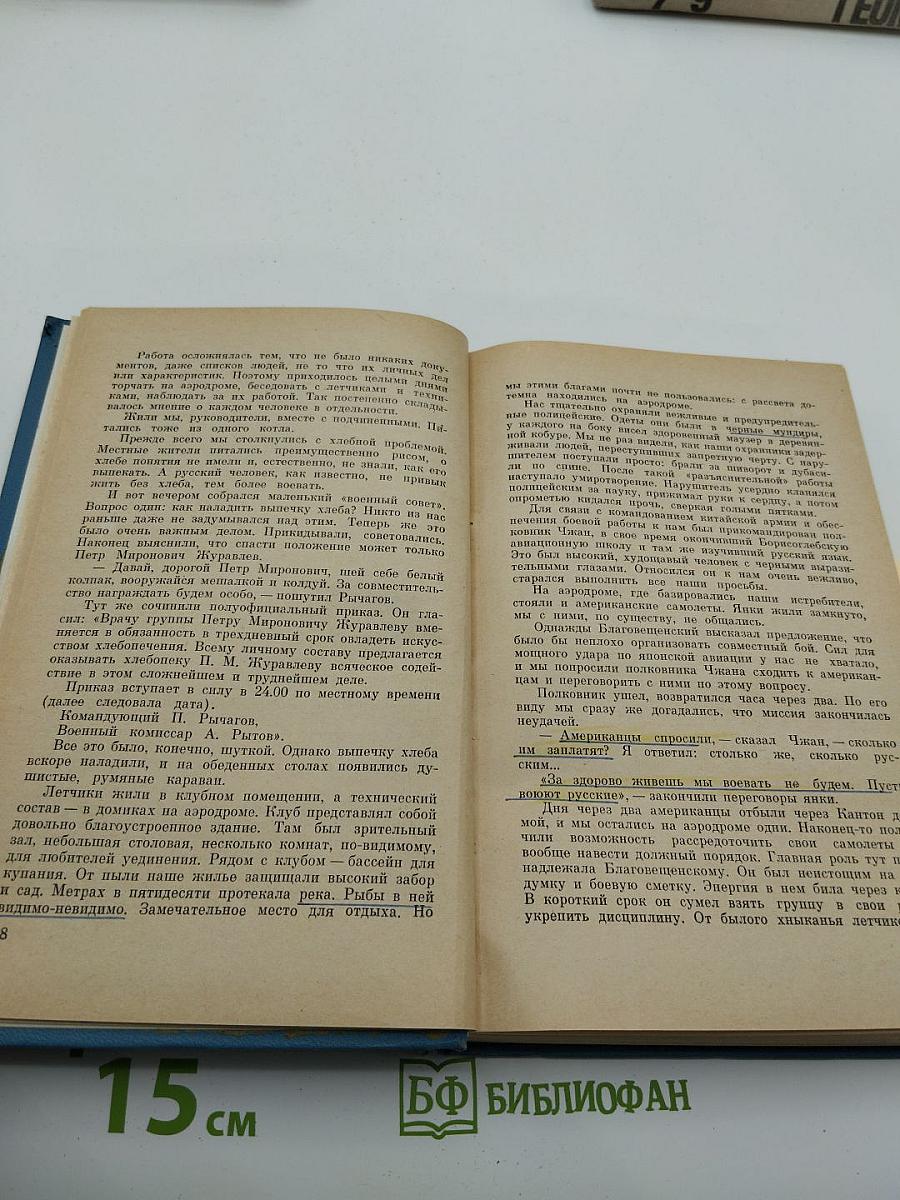 Работа осложнялась тем, что не было никаких доку-
ментов, даже списков людей, не то что их личных дел
или характеристик. Поэтому приходилось целыми днями
торчать на аэродроме, беседовать с летчиками и техни-
ками, наблюдать за их работой. Так постепенно склады-
валось мнение о каждом человеке в отдельности.
Жили мы, руководители, вместе с подчиненными. Пи-
тались тоже из одного котла.
Прежде всего мы столкнулись с хлебной проблемой.
Местные жители питались преимущественно рисом, о
хлебе понятия не имели и, естественно, не знали, как его
выпекать. А русский человек, как известно, не привык
жить без хлеба, тем более воевать.
И вот вечером собрался маленький «военный совет».
Вопрос один: как наладить выпечку хлеба? Никто из нас
раньше даже не задумывался над этим. Теперь же это
было очень важным делом. Прикидывали, советовались.
Наконец выяснили, что спасти положение может только
Петр Миронович Журавлев.
— Давай, дорогой Петр Миронович, шей себе белый
колпак, вооружайся мешалкой и колдуй. За совместитель-
ство награждать будем особо, — пошутил Рычагов.
Тут же сочинили полуофициальный приказ. Он гла-
сил: «Врачу группы Петру Мироновичу Журавлеву вме-
няется в обязанность в трехдневный срок овладеть искус-
ством хлебопечения. Всему личному составу предлагается
оказывать хлебопеку П. М. Журавлеву всяческое содей-
ствие в этом сложнейшем и труднейшем деле.
Приказ вступает в силу в 24.00 по местному времени
(далее следовала дата).
Командующий П. Рычагов,
Военный комиссар А. Рытов».
Все это было, конечно, шуткой. Однако выпечку хлеба
вскоре наладили, и на обеденных столах появились ду-
шистые, румяные караваи.
Летчики жили в клубном помещении, а технический
состав — в домиках на аэродроме. Клуб представлял собой
довольно благоустроенное здание. Там был зрительный
зал, небольшая столовая, несколько комнат, по-видимому,
для любителей уединения. Рядом с клубом — бассейн для
купания. От пыли наше жилье защищали высокий забор
и сад. Метрах в пятидесяти протекала река. Рыбы в ней
видимо-невидимо. Замечательное место для отдыха. Но
8
мы этими благами почти не пользовались: с рассвета до-
темна находились на аэродроме.
Нас тщательно охраняли вежливые и предупредитель-
ные полицейские. Одеты они были в черные мундиры,
у каждого на боку висел здоровенный маузер в деревян-
ной кобуре. Мы не раз видели, как наши охранники задер-
живали людей, переступивших запретную черту. С нару-
шителем поступали просто: брали за шиворот и дубаси-
ли по спине. После такой «разъяснительной» работы
наступало умиротворение. Нарушитель усердно кланялся
полицейским за науку, прижимал руки к сердцу, а потом
опрометью кидался прочь, сверкая голыми пятками.
Для связи с командованием китайской армии и обес-
печения боевой работы к нам был прикомандирован пол-
ковник Чжан, в свое время окончивший Борисоглебскую
авиационную школу и там же изучивший русский язык.
Это был высокий, худощавый человек с черными вырази-
тельными глазами. Относился он к нам очень вежливо,
старался выполнить все наши просьбы.
На аэродроме, где базировались наши истребители,
стояли и американские самолеты. Янки жили замкнуто,
мы с ними, по существу, не общались.
Однажды Благовещенский высказал предложение, что
было бы неплохо организовать совместный бой. Сил для
мощного удара по японской авиации у нас не хватало,
и мы попросили полковника Чжана сходить к американ-
цам и переговорить с ними по этому вопросу.
Полковник ушел, возвратился часа через два. По его
виду мы сразу же догадались, что миссия закончилась
неудачей.
— Американцы спросили, — сказал Чжан, — сколько
им заплатят? Я ответил: столько же, сколько рус-
ским...
«За здорово живешь мы воевать не будем. Пуст
воюют русские», — закончили переговоры янки.
Дня через два американцы отбыли через Кантон д
мой, и мы остались на аэродроме одни. Наконец-то пол
чили возможность рассредоточить свои самолеты
вообще навести должный порядок. Главная роль тут п
надлежала Благовещенскому. Он был неистощим на
думку и боевую сметку. Энергия в нем била через к
В короткий срок он сумел взять группу в свои р
укрепить дисциплину. От былого хныканья летчик
15 см
БФ БИБЛИОФАН